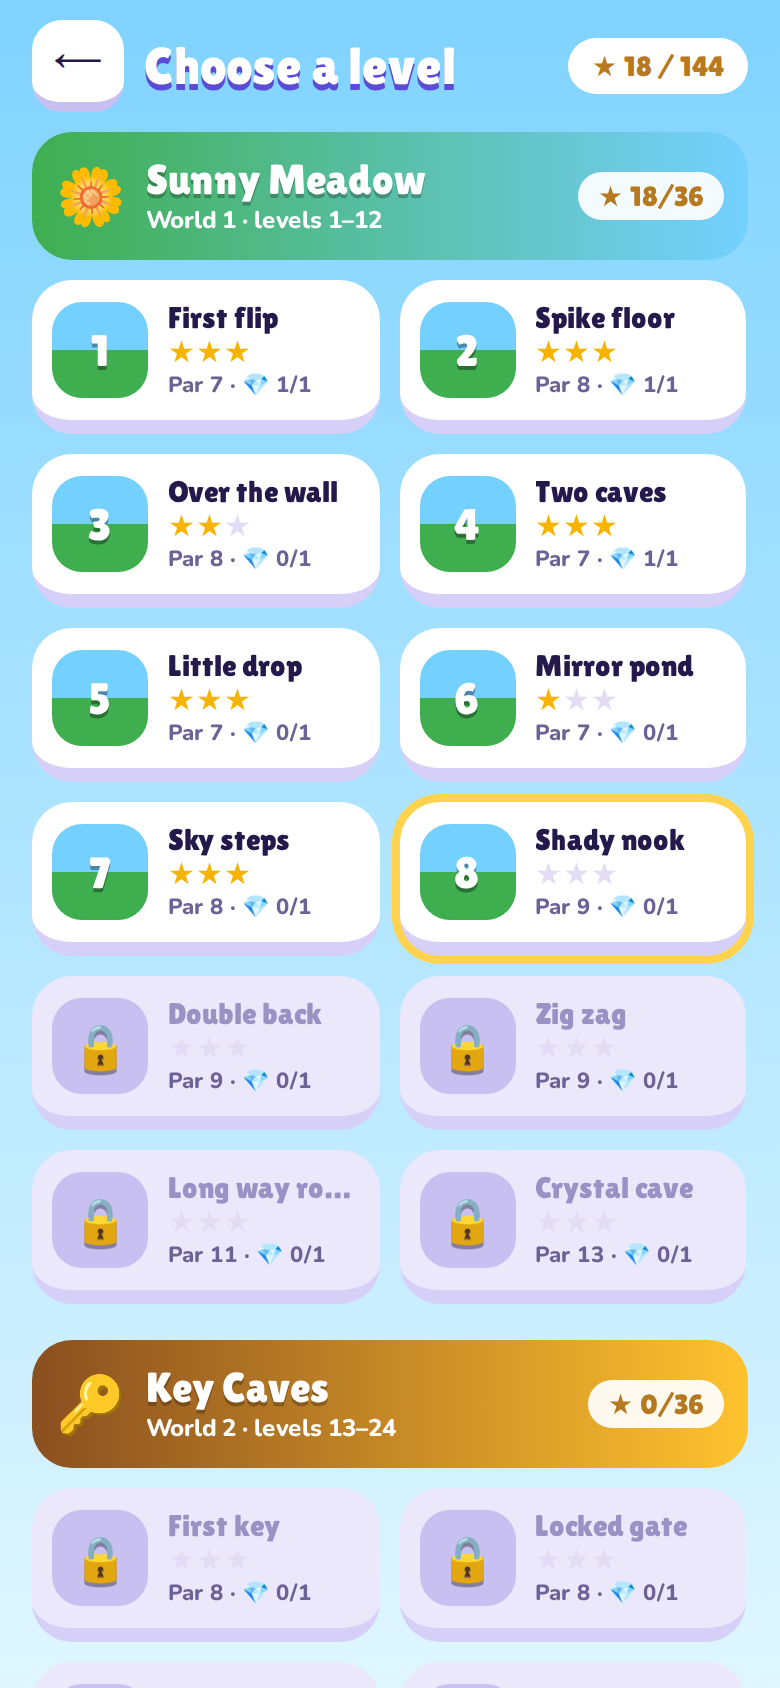 ← Choose a level ★ 18 / 144
Sunny Meadow
World 1 · levels 1–12
★ 18/36
1
First flip
★★★
Par 7 · 💎 1/1
2
Spike floor
★★★
Par 8 · 💎 1/1
3
Over the wall
★★★
Par 8 · 💎 0/1
4
Two caves
★★★
Par 7 · 💎 1/1
5
Little drop
★★★
Par 7 · 💎 0/1
6
Mirror pond
★★★
Par 7 · 💎 0/1
7
Sky steps
★★★
Par 8 · 💎 0/1
8
Shady nook
★★★
Par 9 · 💎 0/1
Double back
★★★
Par 9 · 💎 0/1
Zig zag
★★★
Par 9 · 💎 0/1
Long way ro...
★★★
Par 11 · 💎 0/1
Crystal cave
★★★
Par 13 · 💎 0/1
Key Caves
World 2 · levels 13–24
★ 0/36
First key
★★★
Par 8 · 💎 0/1
Locked gate
★★★
Par 8 · 💎 0/1